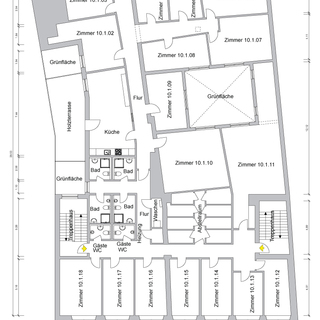 Zimmer 10.1.03
Zimmer 10.1.02
Zimmer 10.1.07
Zimmer 10.1.08
Grünfläche
Zimmer 10.1.09
Grünfläche
Flur
Holzterrasse
Küche
Zimmer 10.1.10
Zimmer 10.1.11
Bad
Bad
Grünfläche
Bad
Bad
Flur
Waschen
Abstellraum
Treppenhaus
Treppenhaus
Gäste
WC
Gäste
WC
Zimmer 10.1.18
Zimmer 10.1.17
Zimmer 10.1.16
Zimmer 10.1.15
Zimmer 10.1.14
Zimmer 10.1.13
Zimmer 10.1.12